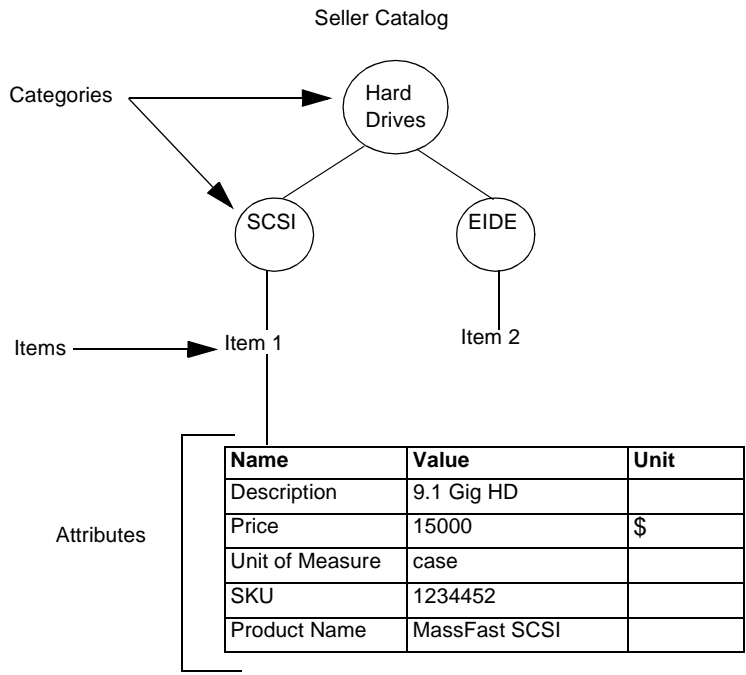 Seller Catalog
Categories
Hard
Drives
SCSI
EIDE
Items
Item 1
Item 2
Attributes
Name Value Unit
Description 9.1 Gig HD
Price 15000 $
Unit of Measure case
SKU 1234452
Product Name MassFast SCSI